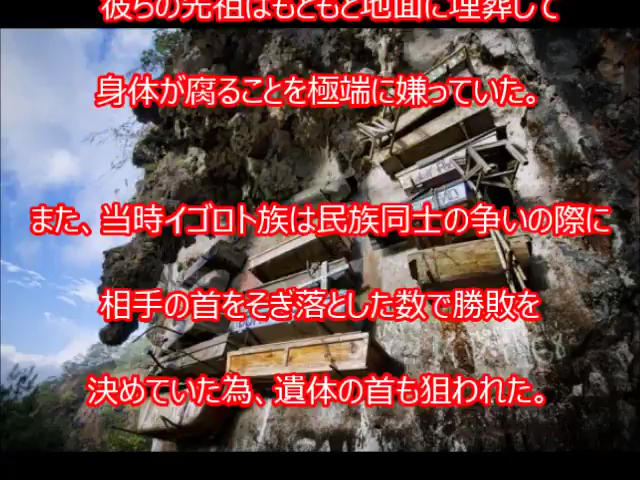 彼らの先祖はもともと地面に埋葬して
身体が腐ることを極端に嫌っていた。
また、当時イゴロト族は民族同士の争いの際に
相手の首をそぎ落とした数で勝敗を
決めていた為、遺体の首も狙われた。